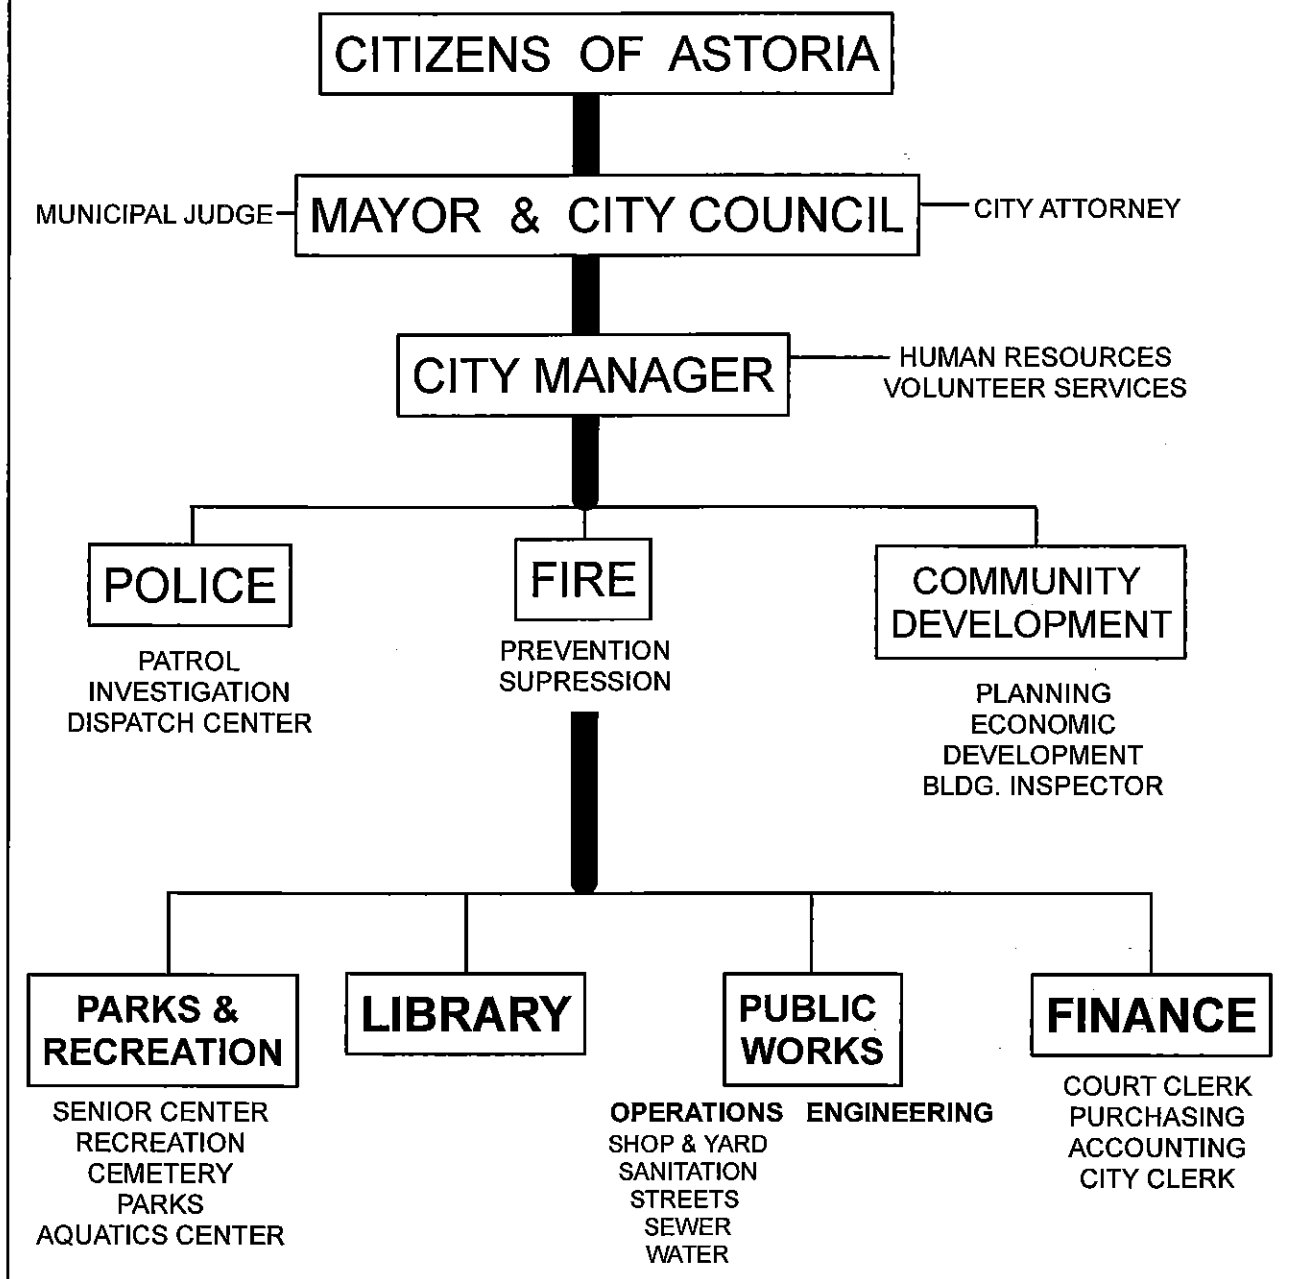 CITIZENS OF ASTORIA
MUNICIPAL JUDGE
MAYOR & CITY COUNCIL
CITY ATTORNEY
CITY MANAGER
HUMAN RESOURCES
VOLUNTEER SERVICES
POLICE
PATROL
INVESTIGATION
DISPATCH CENTER
FIRE
PREVENTION
SUPRESSION
COMMUNITY
DEVELOPMENT
PLANNING
ECONOMIC
DEVELOPMENT
BLDG. INSPECTOR
PARKS &
RECREATION
SENIOR CENTER
RECREATION
CEMETERY
PARKS
AQUATICS CENTER
LIBRARY
PUBLIC
WORKS
OPERATIONS ENGINEERING
SHOP & YARD
SANITATION
STREETS
SEWER
WATER
FINANCE
COURT CLERK
PURCHASING
ACCOUNTING
CITY CLERK